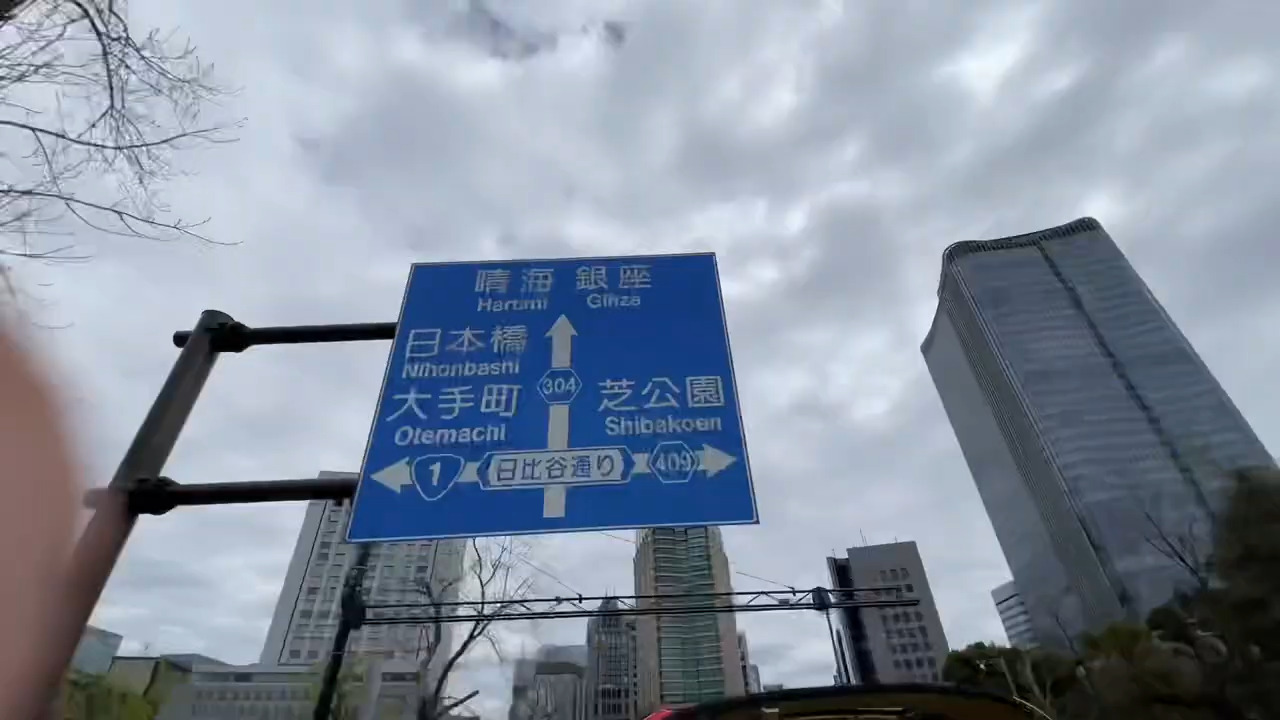 晴海 銀座
Harumi Ginza
日本橋
Nihonbashi
304
大手町
Otemachi
芝公園
Shibakoen
1 日比谷通り 409